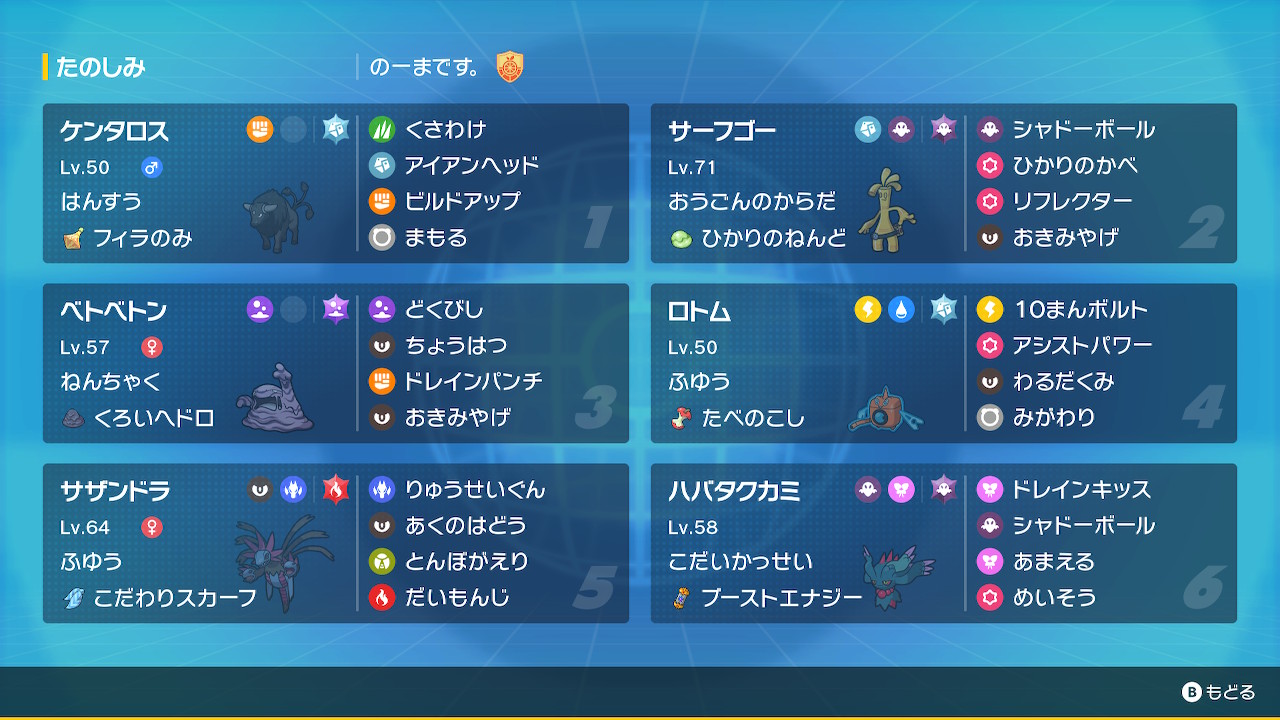 たのしみ
のーまです。
ケンタロス
Lv.50
はんすう
フィラのみ
くさわけ
アイアンヘッド
ビルドアップ
まもる
1
サーフゴー
Lv.71
おうごんのからだ
ひかりのねんど
シャドーボール
ひかりのかべ
リフレクター
おきみやげ
2
ベトベトン
Lv.57
ねんちゃく
くろいヘドロ
どくびし
ちょうはつ
ドレインパンチ
おきみやげ
3
ロトム
Lv.50
ふゆう
たべのこし
10まんボルト
アシストパワー
わるだくみ
みがわり
4
サザンドラ
Lv.64
ふゆう
こだわりスカーフ
りゅうせいぐん
あくのはどう
とんぼがえり
だいもんじ
5
ハバタクカミ
Lv.58
こだいかっせい
ブーストエナジー
ドレインキッス
シャドーボール
あまえる
めいそう
6
B もどる